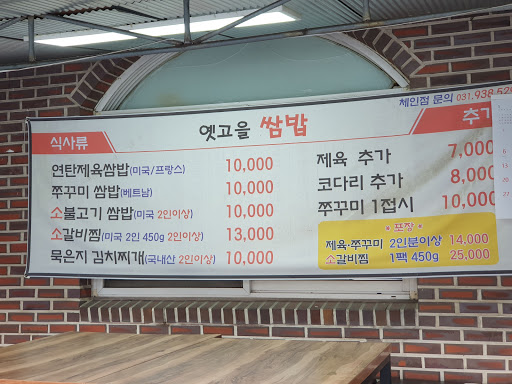 체인점 문의 031.938.52
옛고을 쌈밥
식사류
연탄제육쌈밥(미국/프랑스) 10,000
쭈꾸미 쌈밥(베트남) 10,000
소불고기 쌈밥(미국 2인이상) 10,000
소갈비찜(미국 2인 450g 2인이상) 13,000
묵은지 김치찌개(국내산 2인이상) 10,000
추가
제육 추가 7,000
코다리 추가 8,000
쭈꾸미 1접시 10,000
* 포장 *
제육·쭈꾸미 2인분이상 14,000
소갈비찜 1팩 450g 25.000